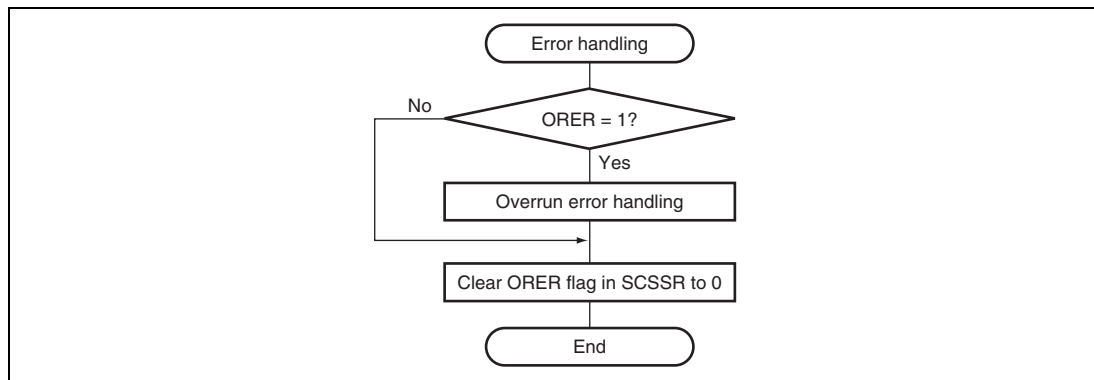 Error handling
No
ORER = 1?
Yes
Overrun error handling
Clear ORER flag in SCSSR to 0
End